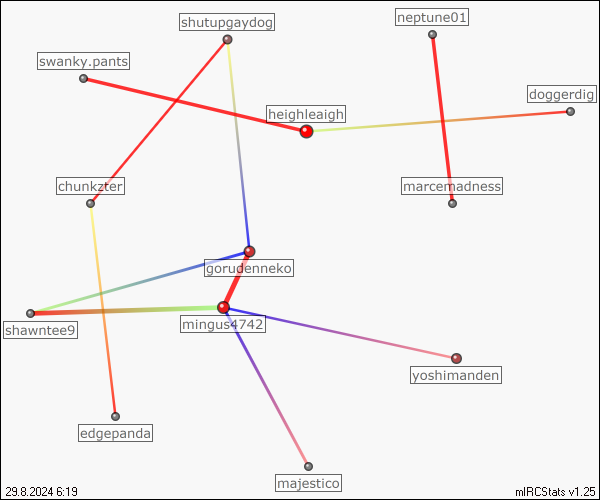 shutupgaydog
neptune01
swanky.pants
doggerdig
heighleaigh
chunkzter
marcemadness
gorudenneko
mingus4742
shawntee9
yoshimanden
edgepanda
majestico
29.8.2024 6:19
mIRCStats v1.25